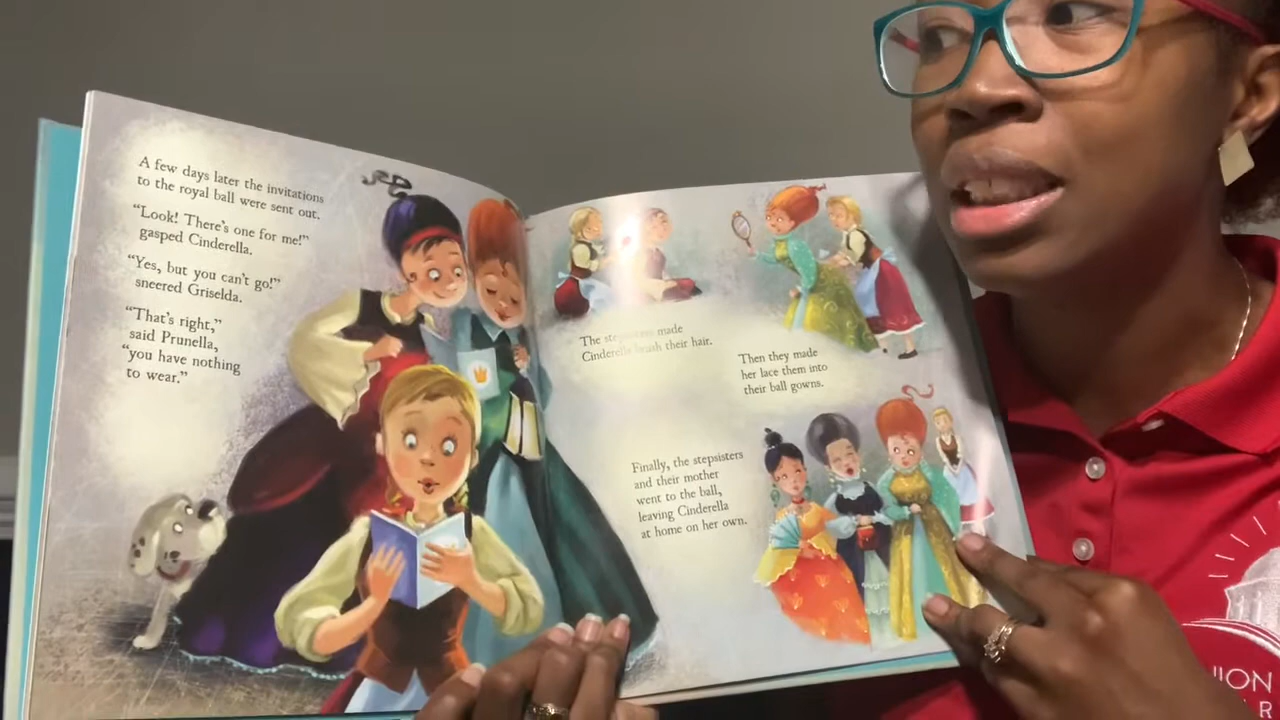 A few days later the invitations
to the royal ball were sent out.
“Look! There’s one for me!”
gasped Cinderella.
“Yes, but you can’t go!”
sneered Griselda.
“That’s right,”
said Prunella,
“you have nothing
to wear.”
The stepsisters made
Cinderella brush their hair.
Then they made
her lace them into
their ball gowns.
Finally, the stepsisters
and their mother
went to the ball,
leaving Cinderella
at home on her own.